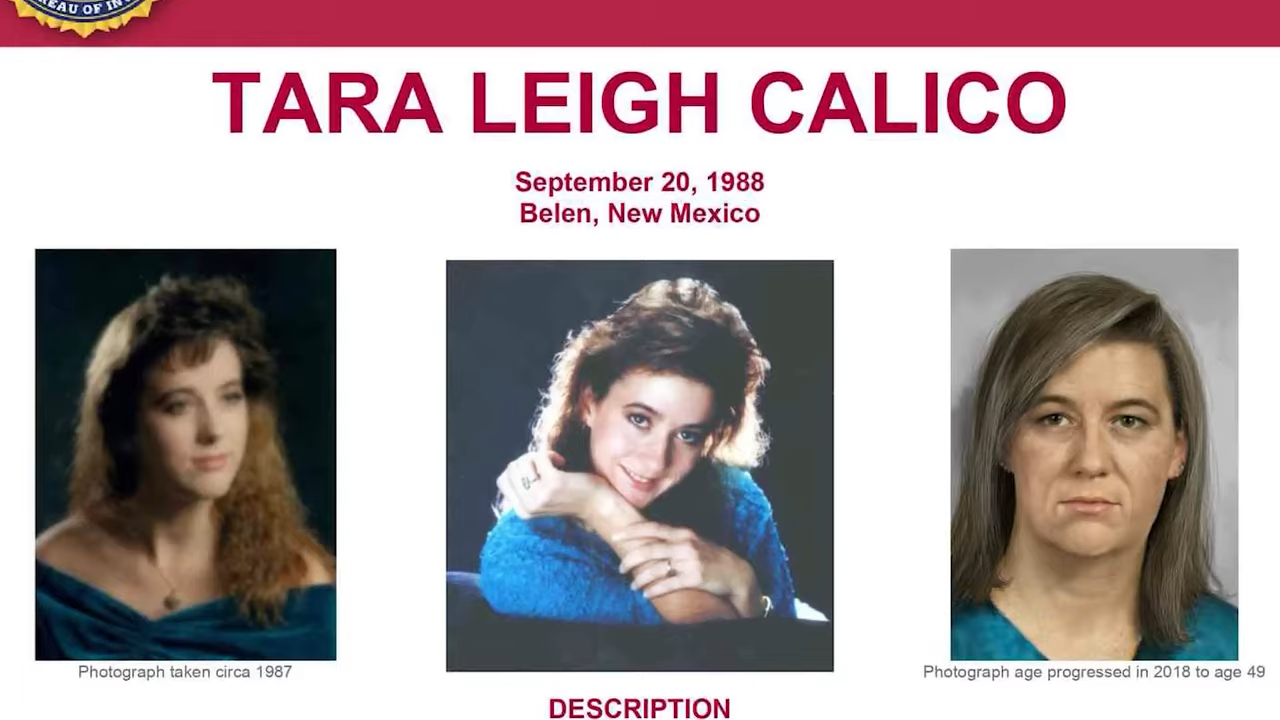 TARA LEIGH CALICO
September 20, 1988
Belen, New Mexico
Photograph taken circa 1987
Photograph age progressed in 2018 to age 49
DESCRIPTION